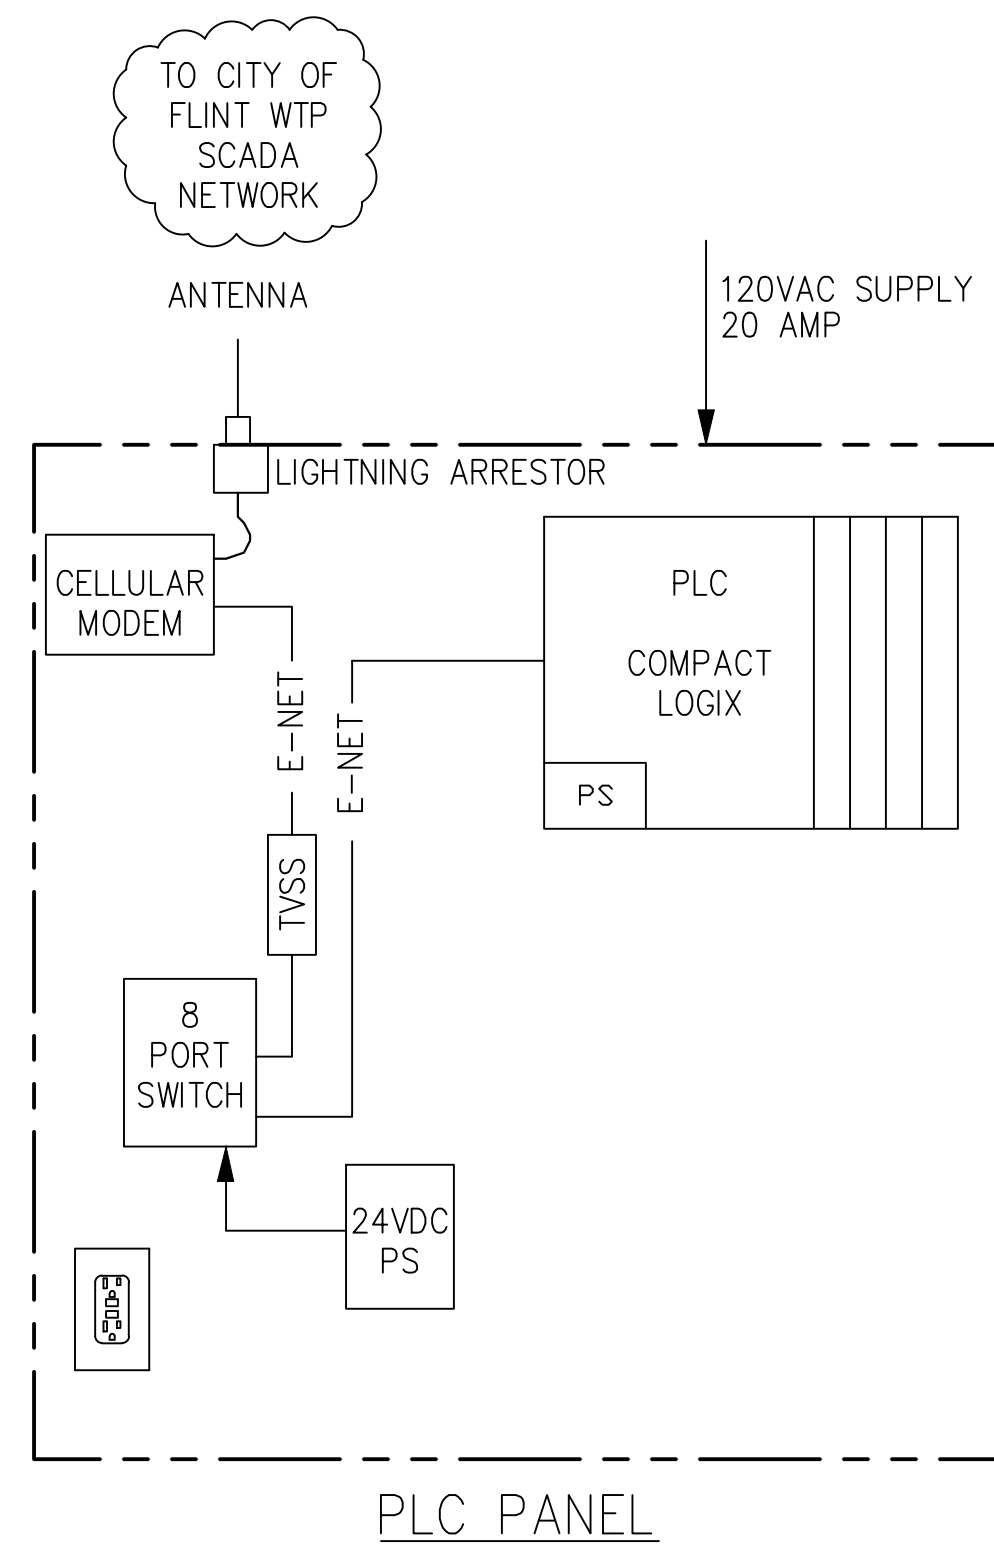 TO CITY OF
FLINT WTP
SCADA
NETWORK
ANTENNA
120VAC SUPPLY
20 AMP
LIGHTNING ARRESTOR
CELLULAR
MODEM
PLC
COMPACT
LOGIX
PS
E-NET
E-NET
TVSS
8
PORT
SWITCH
24VDC
PS
PLC PANEL